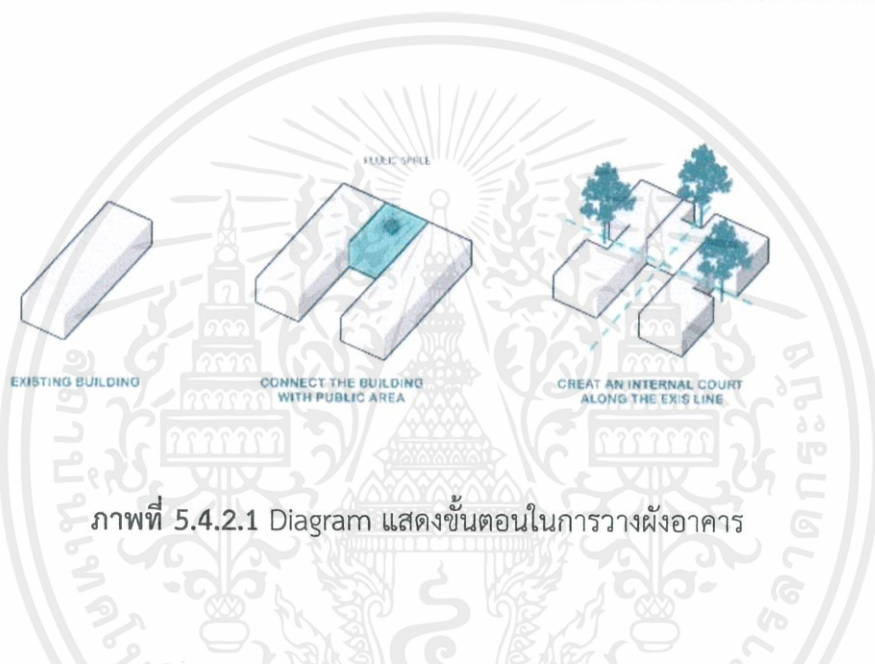 PUBLIC SPACE
EXISTING BUILDING
CONNECT THE BUILDING
WITH PUBLIC AREA
CREAT AN INTERNAL COURT
ALONG THE EXIS LINE
ภาพที่ 5.4.2.1 Diagram แสดงขั้นตอนในการวางผังอาคาร